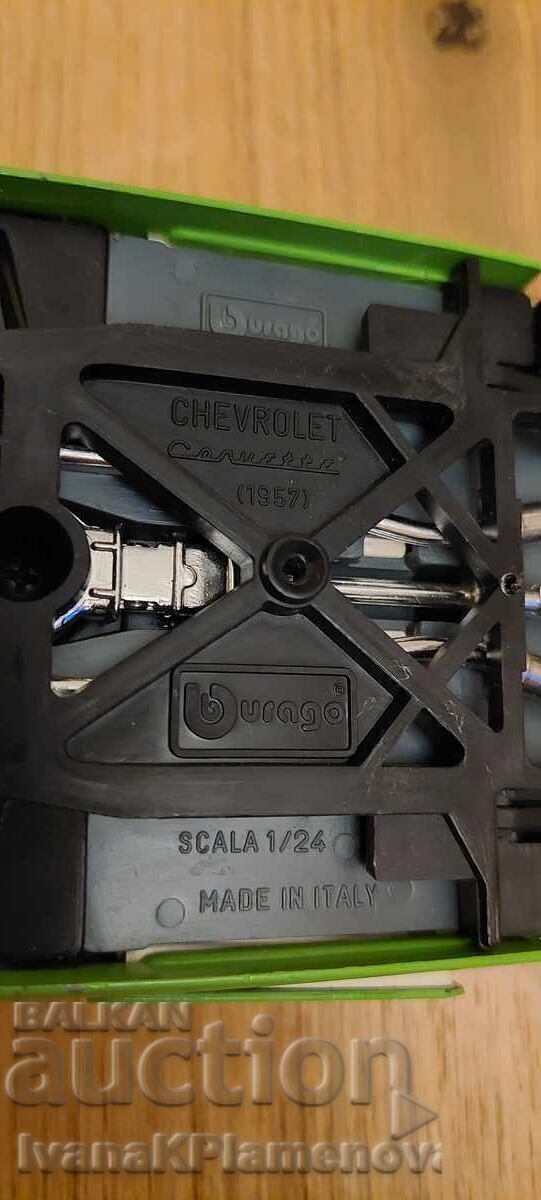 burago
CHEVROLET
Corvette
(1957)
burago®
SCALA 1/24
MADE IN ITALY
BALKAN
auction
IvanaKPlamenova